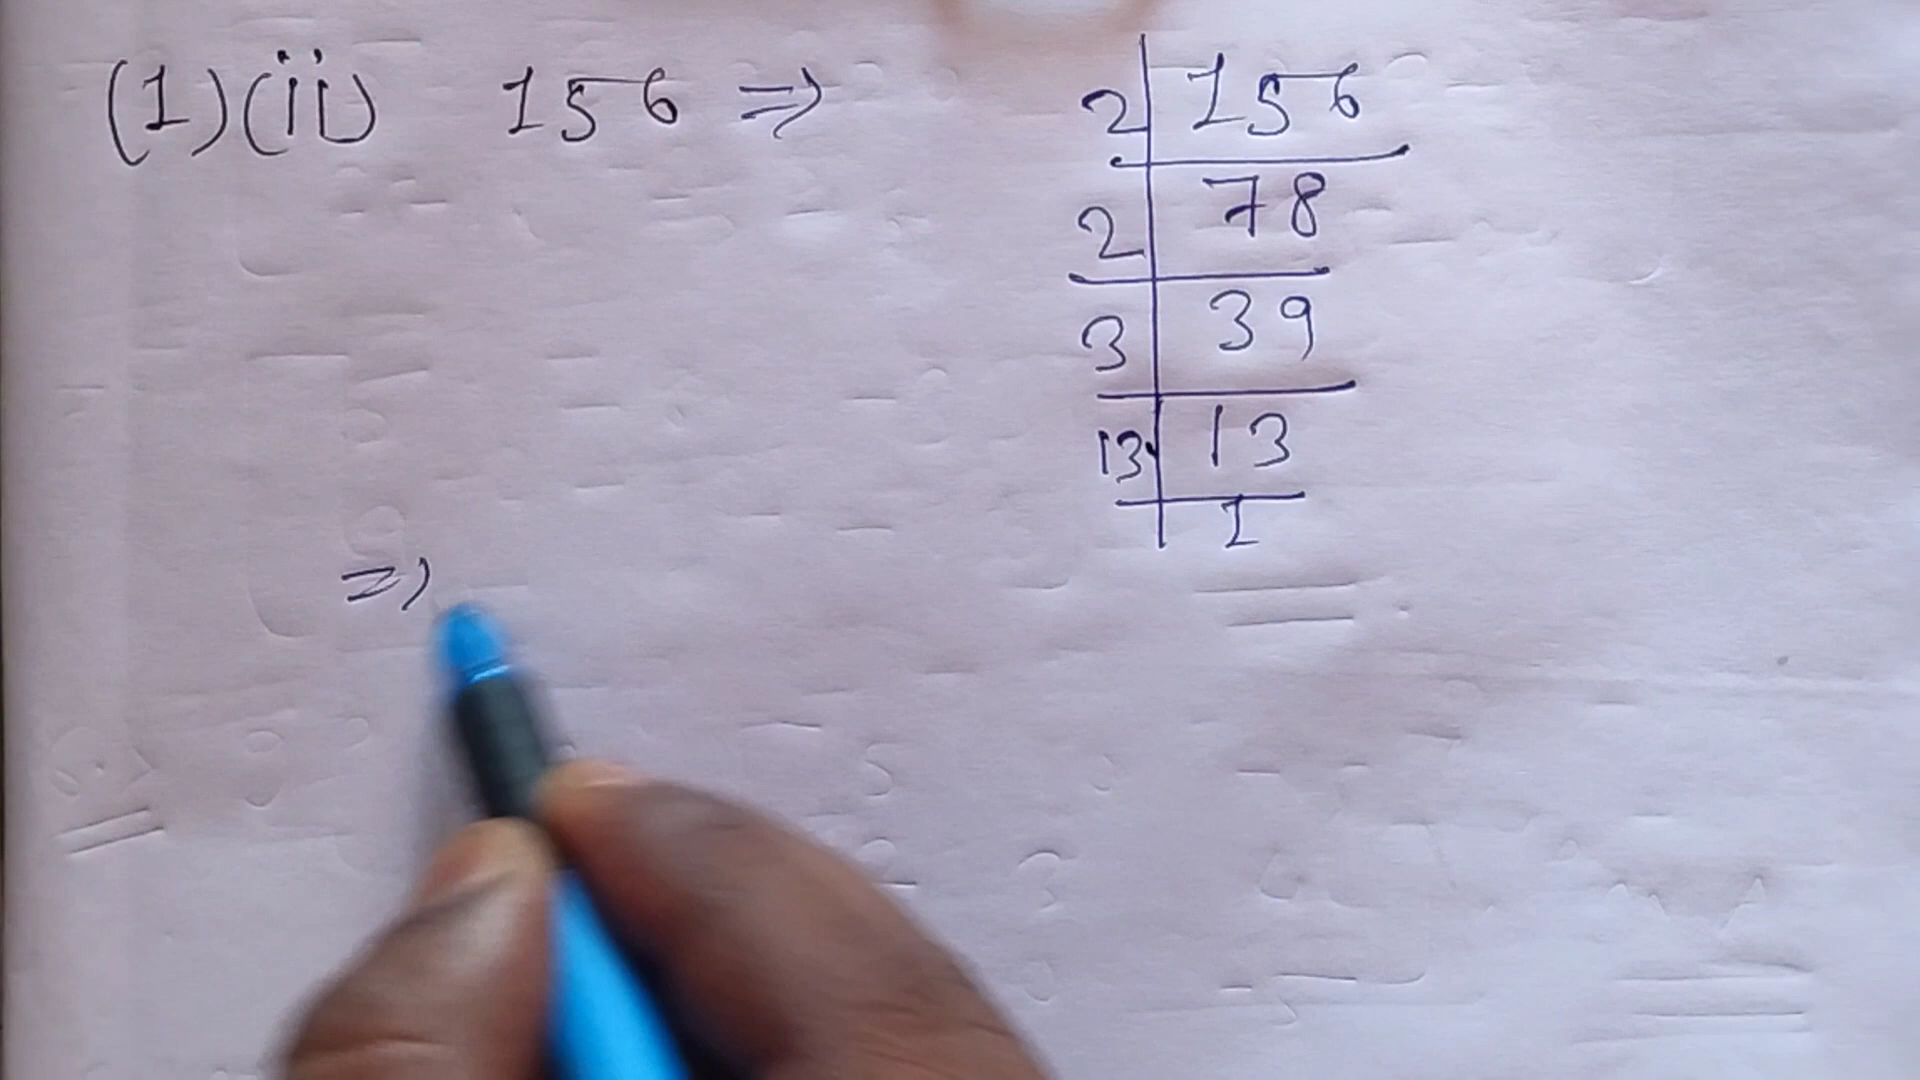 (1)(ii) 156 => 2 | 156
2 | 78
3 | 39
13 | 13
1
=>